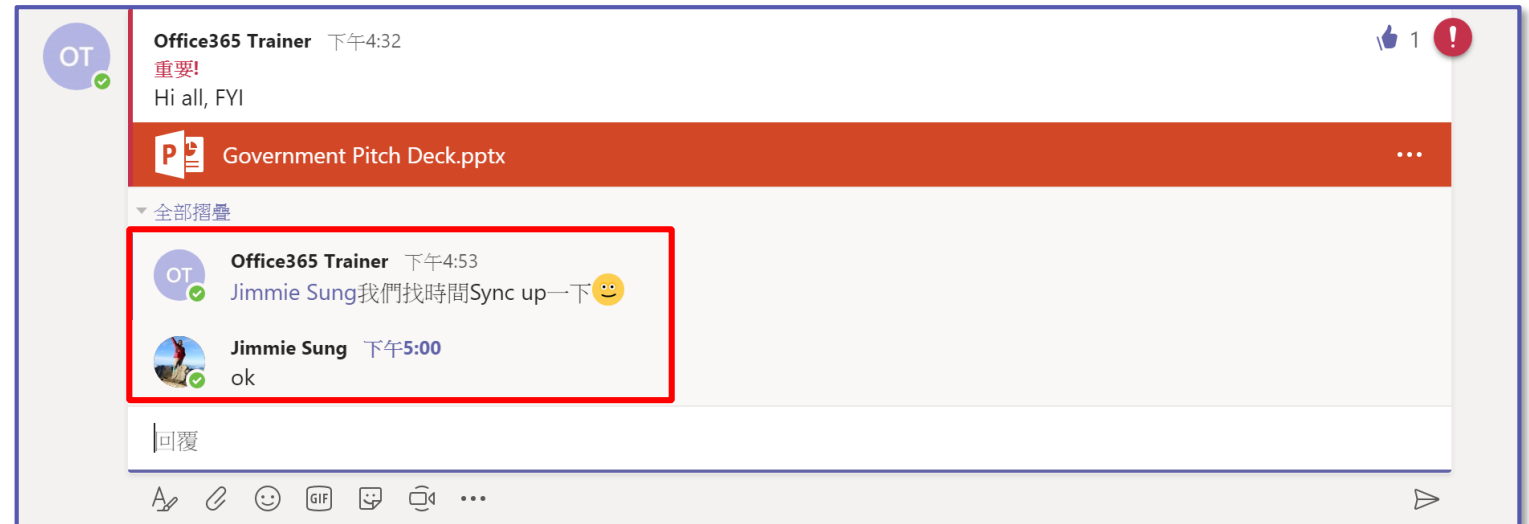 OT
Office365 Trainer 下午4:32
1
重要!
Hi all, FYI
Government Pitch Deck.pptx
全部摺疊
OT
Office365 Trainer 下午4:53
Jimmie Sung我們找時間Sync up一下
Jimmie Sung 下午5:00
ok
回覆
GIF